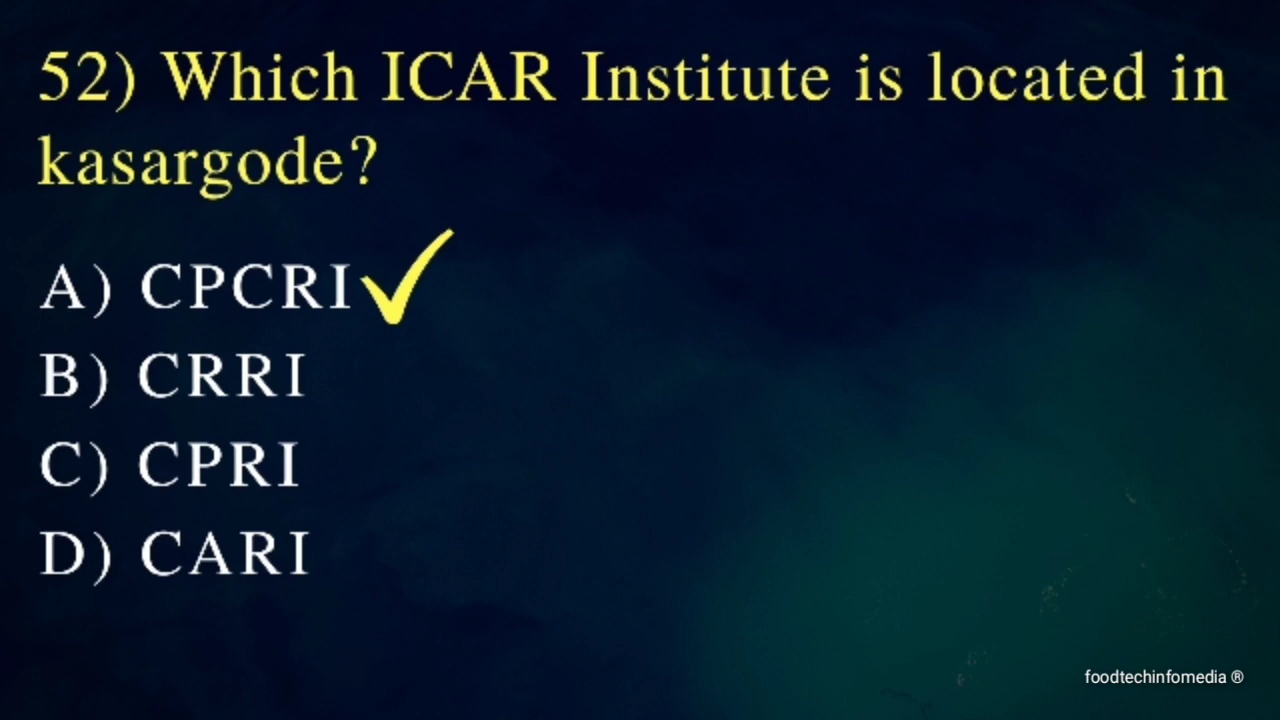 52) Which ICAR Institute is located in
kasargode?
A) CPCRI
B) CRRI
C) CPRI
D) CARI
foodtechinfomedia ®